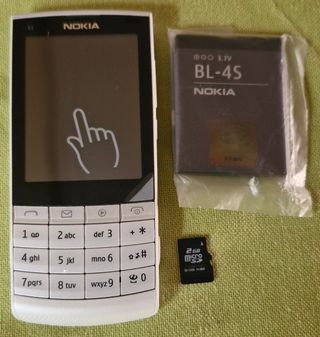 NOKIA
1
2 abc
def 3
+ *
4 ghi
5 jkl
mno 6
#
7 pqrs
8 tuv
wxyz 9
0
3.7V
BL-4S
NOKIA
2
GB
micro
SD